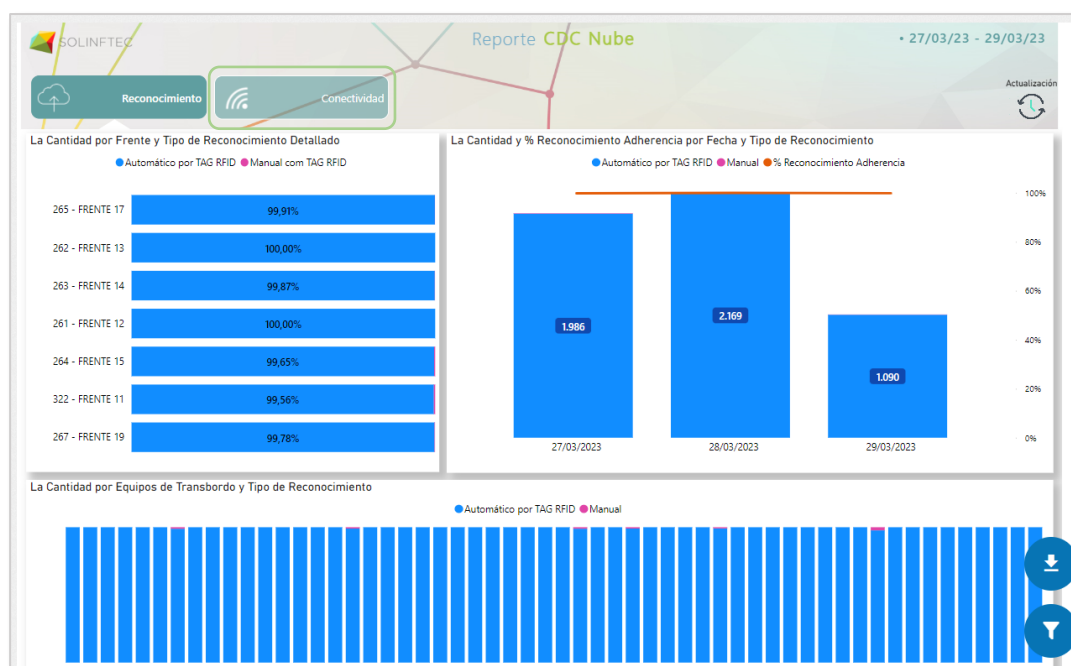 SOLINFTEC
Reporte CDC Nube
• 27/03/23 - 29/03/23
Reconocimiento
Conectividad
Actualización
La Cantidad por Frente y Tipo de Reconocimiento Detallado
Automático por TAG RFID Manual com TAG RFID
265 - FRENTE 17 99,91%
262 - FRENTE 13 100,00%
263 - FRENTE 14 99,87%
261 - FRENTE 12 100,00%
264 - FRENTE 15 99,65%
322 - FRENTE 11 99,56%
267 - FRENTE 19 99,78%
La Cantidad y % Reconocimiento Adherencia por Fecha y Tipo de Reconocimiento
Automático por TAG RFID Manual % Reconocimiento Adherencia
100%
80%
60%
40%
20%
0%
1.986
2.169
1.090
27/03/2023 28/03/2023 29/03/2023
La Cantidad por Equipos de Transbordo y Tipo de Reconocimiento
Automático por TAG RFID Manual